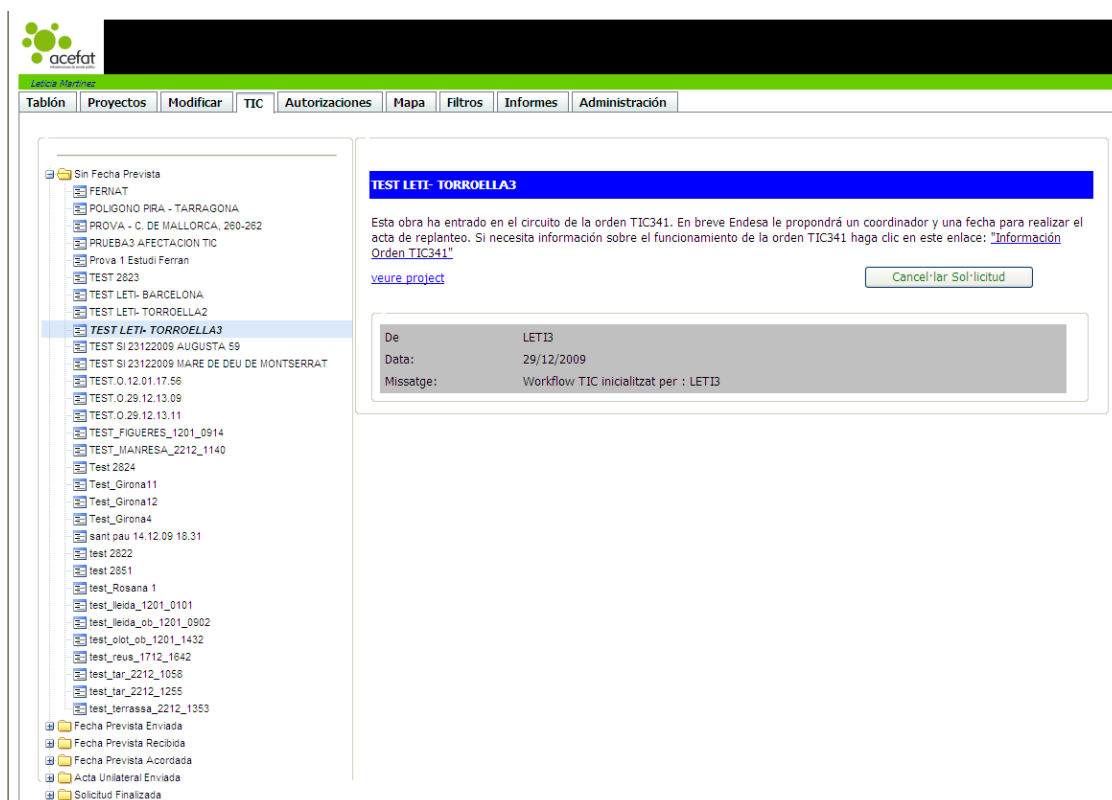 acefat
Leticia Martinez
Tablón Proyectos Modificar TIC Autorizaciones Mapa Filtros Informes Administración
Sin Fecha Prevista
FERNAT
POLIGONO PIRA - TARRAGONA
PROVA - C. DE MALLORCA, 260-262
PRUEBA3 AFECTACION TIC
Prova 1 Estudi Ferran
TEST 2823
TEST LETI- BARCELONA
TEST LETI- TORROELLA2
TEST LETI- TORROELLA3
TEST SI 23122009 AUGUSTA 59
TEST SI 23122009 MARE DE DEU DE MONTSERRAT
TEST.O.12.01.17.56
TEST.0.29.12.13.09
TEST.0.29.12.13.11
TEST_FIGUERES_1201_0914
TEST_MANRESA_2212_1140
Test 2824
Test_Girona11
Test_Girona12
Test_Girona4
sant pau 14.12.09 18.31
test 2822
test 2851
test_Rosana 1
test_lleida_1201_0101
test_lleida_ob_1201_0902
test_olot_ob_1201_1432
test_reus_1712_1642
test_tar_2212_1058
test_tar_2212_1255
test_terrassa_2212_1353
Fecha Prevista Enviada
Fecha Prevista Recibida
Fecha Prevista Acordada
Acta Unilateral Enviada
Solicitud Finalizada
TEST LETI- TORROELLA3
Esta obra ha entrado en el circuito de la orden TIC341. En breve Endesa le propondrá un coordinador y una fecha para realizar el
acta de replanteo. Si necesita información sobre el funcionamiento de la orden TIC341 haga clic en este enlace: "Información
Orden TIC341"
veure project
Cancel·lar Sol·licitud
De LETI3
Data: 29/12/2009
Missatge: Workflow TIC inicialitzat per : LETI3